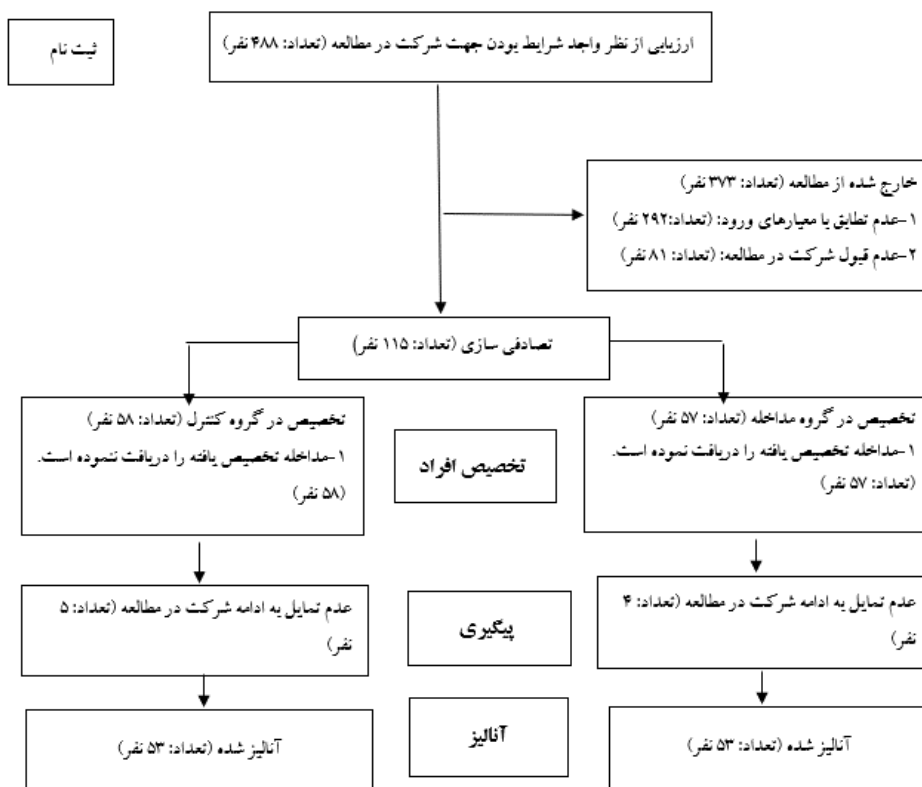 ثبت نام
ارزیابی از نظر واجد شرایط بودن جهت شرکت در مطالعه (تعداد: ۴۸۸ نفر)
خارج شده از مطالعه (تعداد: ۳۷۳ نفر)
۱-عدم تطابق با معیارهای ورود: (تعداد:۲۹۲ نفر)
۲-عدم قبول شرکت در مطالعه: (تعداد: ۸۱ نفر)
تصادفی سازی (تعداد: ۱۱۵ نفر)
تخصیص در گروه مداخله (تعداد: ۵۷ نفر)
۱-مداخله تخصیص یافته را دریافت نموده است.
(تعداد: ۵۷ نفر)
تخصیص افراد
تخصیص در گروه کنترل (تعداد: ۵۸ نفر)
۱-مداخله تخصیص یافته را دریافت ننموده است.
(۵۸ نفر)
عدم تمایل به ادامه شرکت در مطالعه (تعداد: ۴
نفر)
پیگیری
عدم تمایل به ادامه شرکت در مطالعه (تعداد: ۵
نفر)
آنالیز شده (تعداد: ۵۳ نفر)
آنالیز
آنالیز شده (تعداد: ۵۳ نفر)